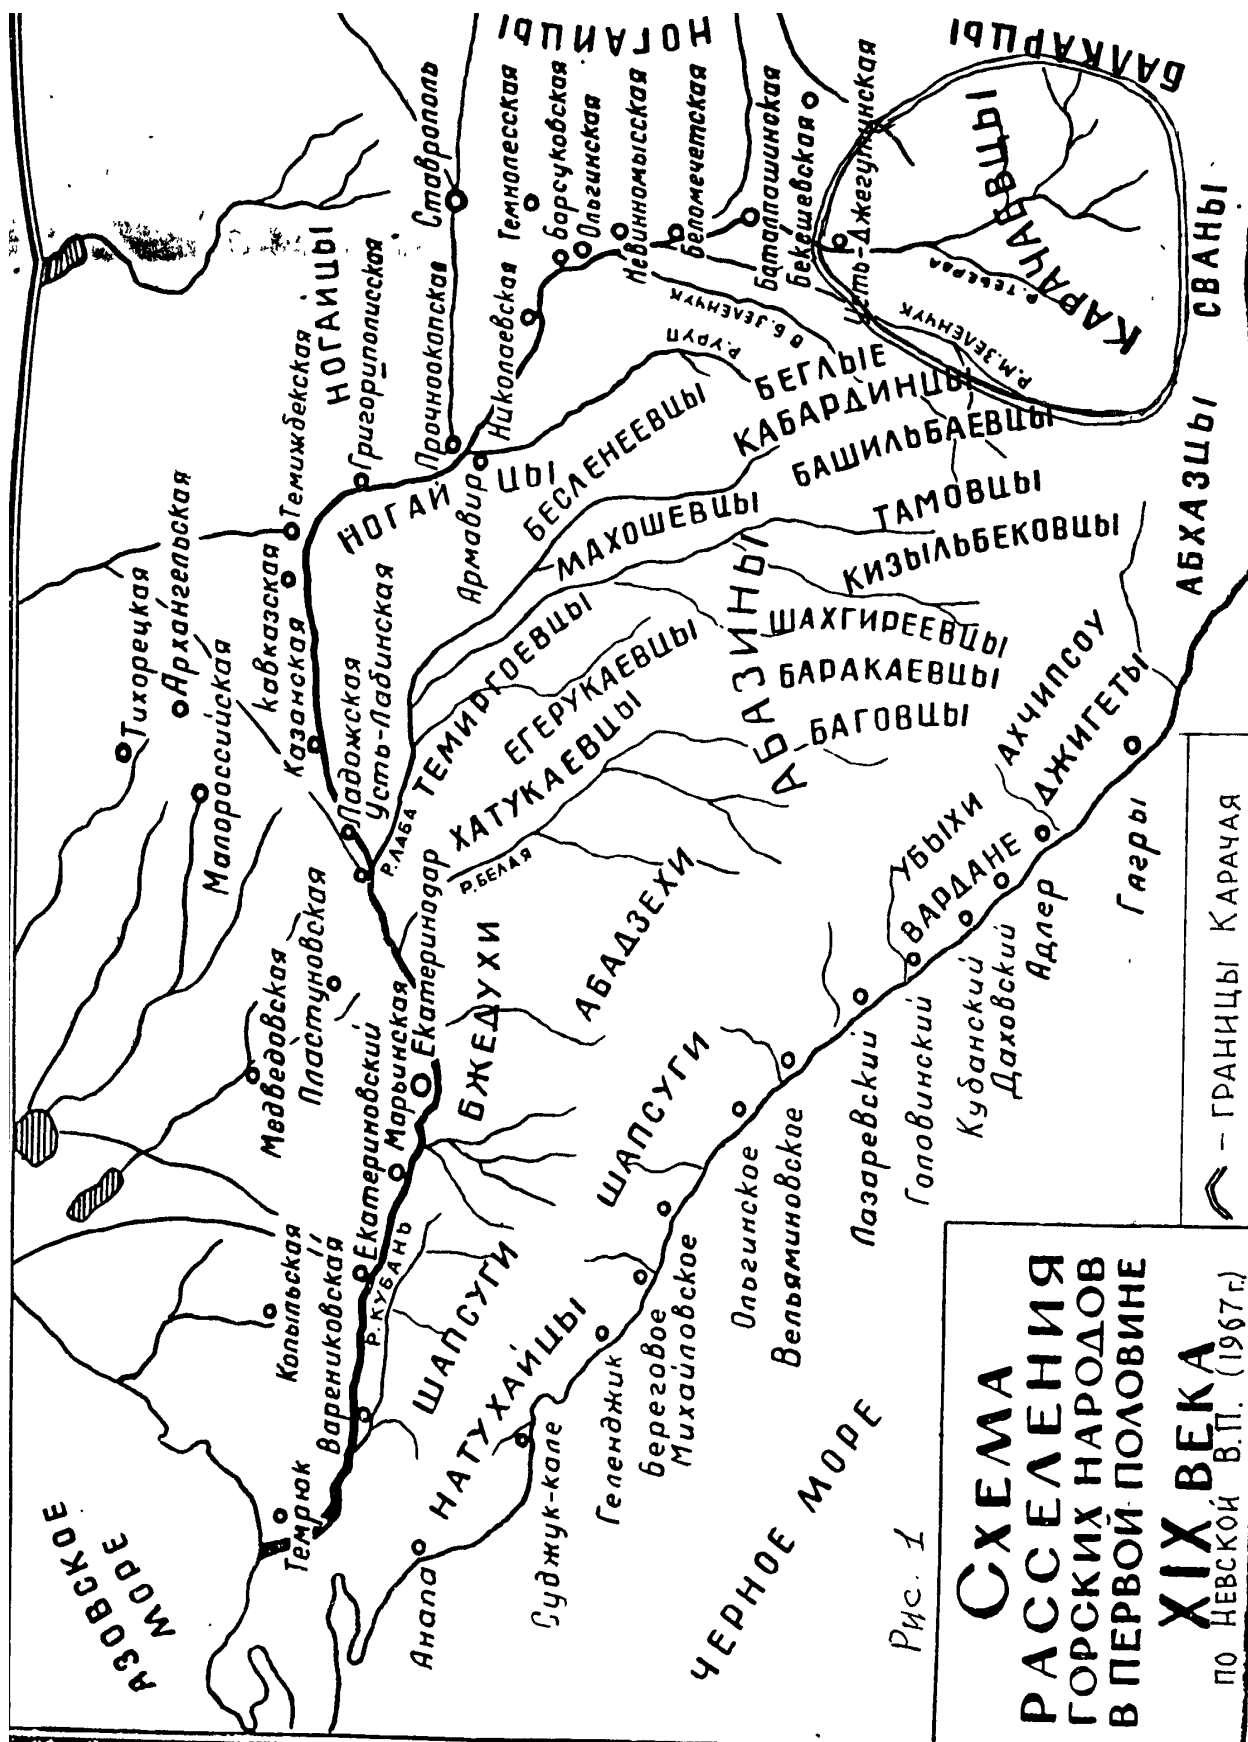 АЗОВСКОЕ
МОРЕ
Темрюк
Анапа
Суджук-кале
Геленджик
Береговое
Михайловское
Ольгинское
Вельяминовское
Лазаревский
Головинский
Кубанский
Даховский
Адлер
Гагры
ЧЕРНОЕ МОРЕ
НАТУХАЙЦЫ
ШАПСУГИ
ШАПСУГИ
Варениковская
Копыльская
Р. КУБАНЬ
Екатериновский
Марьинская
Екатеринодар
Мвдведовская
Пластуновская
БЖЕДУХИ
АБАДЗЕХИ
УБЫХИ
ВАРДАНЕ
АХЧИПСОУ
ДЖИГЕТЫ
Малороссийская
Тихорецкая
Архангельская
Ладожская
Усть-Лабинская
Казанская
кавказская
Темижбекская
Григориполисская
Р.ЛАБА
Р.БЕЛАЯ
ТЕМИРГОЕВЦЫ
ЕГЕРУКАЕВЦЫ
ХАТУКАЕВЦЫ
МАХОШЕВЦЫ
БЕСЛЕНЕЕВЦЫ
АБАЗИНЫ
БАГОВЦЫ
БАРАКАЕВЦЫ
ШАХГИРЕЕВЦЫ
КИЗЫЛЬБЕКОВЦЫ
ТАМОВЦЫ
БАШИЛЬБАЕВЦЫ
БЕГЛЫЕ
КАБАРДИНЦЫ
НОГАЙЦЫ
НОГАЙЦЫ
НОГАЙЦЫ
Армавир
Прочноокопская
Николаевская
Ставрополь
Темнолесская
Барсуковская
Ольгинская
Невинномысская
Беломечетская
Баталпашинская
Бекешевская
Усть-Джегутинская
Р.УРУП
Б.ЗЕЛЕНЧУК
Р.М.ЗЕЛЕНЧУК
Р. ТЕБЕРДА
КАРАЧАЕВЦЫ
БАЛКАРЦЫ
СВАНЫ
АБХАЗЦЫ
Рис. 1
СХЕМА
РАССЕЛЕНИЯ
ГОРСКИХ НАРОДОВ
В ПЕРВОЙ ПОЛОВИНЕ
XIX ВЕКА
ПО НЕВСКОЙ В.П. (1967г.)
– ГРАНИЦЫ КАРАЧАЯ